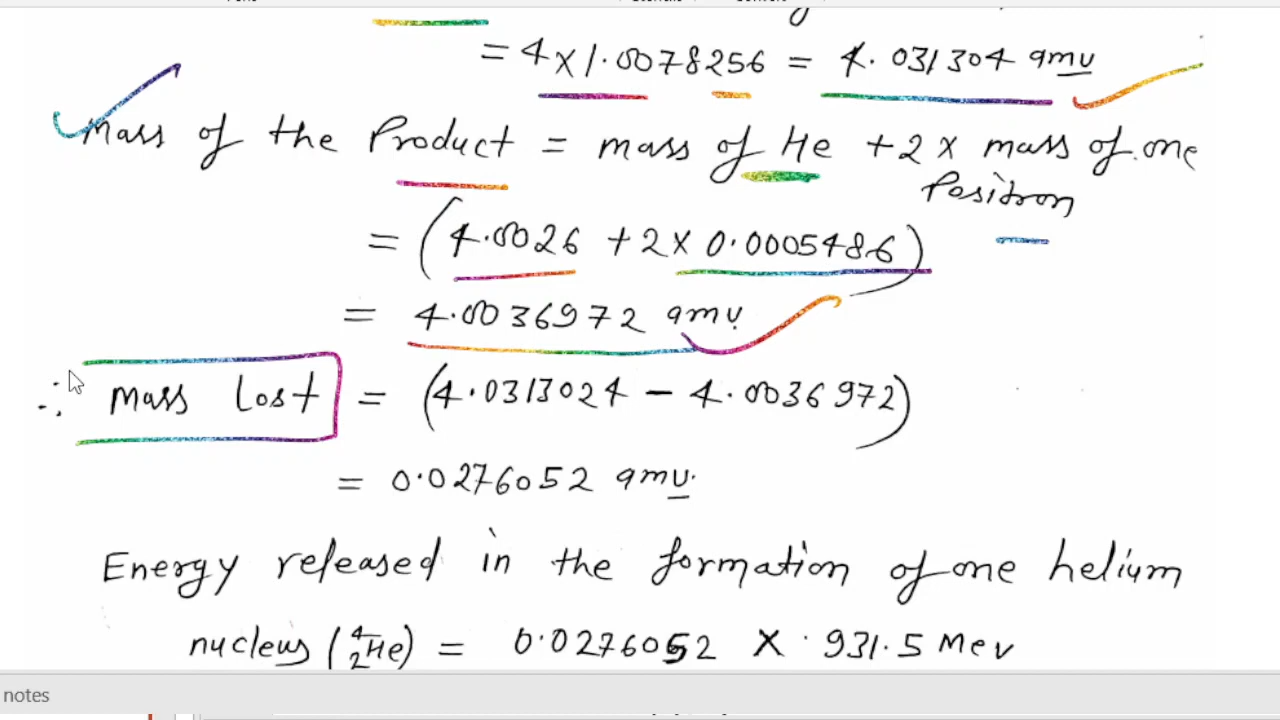 = 4 x 1.0078256 = 4.031304 amu
Mass of the Product = mass of He + 2 x mass of one
Positron
= (4.0026 + 2 x 0.0005486)
= 4.0036972 amu.
∴ Mass Lost = (4.0313024 - 4.0036972)
= 0.0276052 amu.
Energy released in the formation of one helium
nucleus (⁴₂He) = 0.0276052 x 931.5 Mev
notes